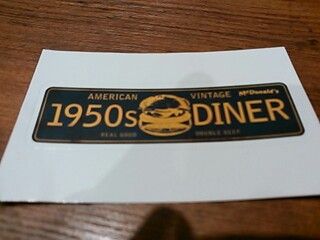 AMERICAN VINTAGE McDonald's
1950s DINER
REAL GOOD DOUBLE BEEF